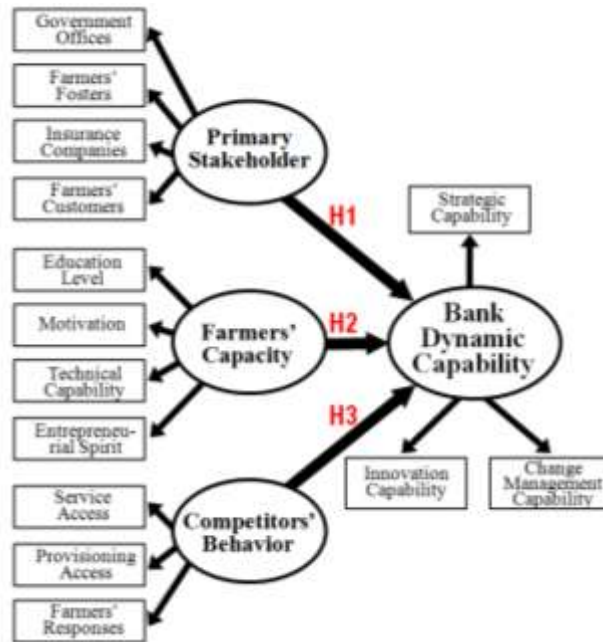 Government
Offices
Farmers'
Fosters
Insurance
Companies
Farmers'
Customers
Primary
Stakeholder
H1
Strategic
Capability
Education
Level
Motivation
Technical
Capability
Entrepreneu-
rial Spirit
Farmers'
Capacity
H2
Bank
Dynamic
Capability
H3
Innovation
Capability
Change
Management
Capability
Service
Access
Provisioning
Access
Farmers'
Responses
Competitors'
Behavior